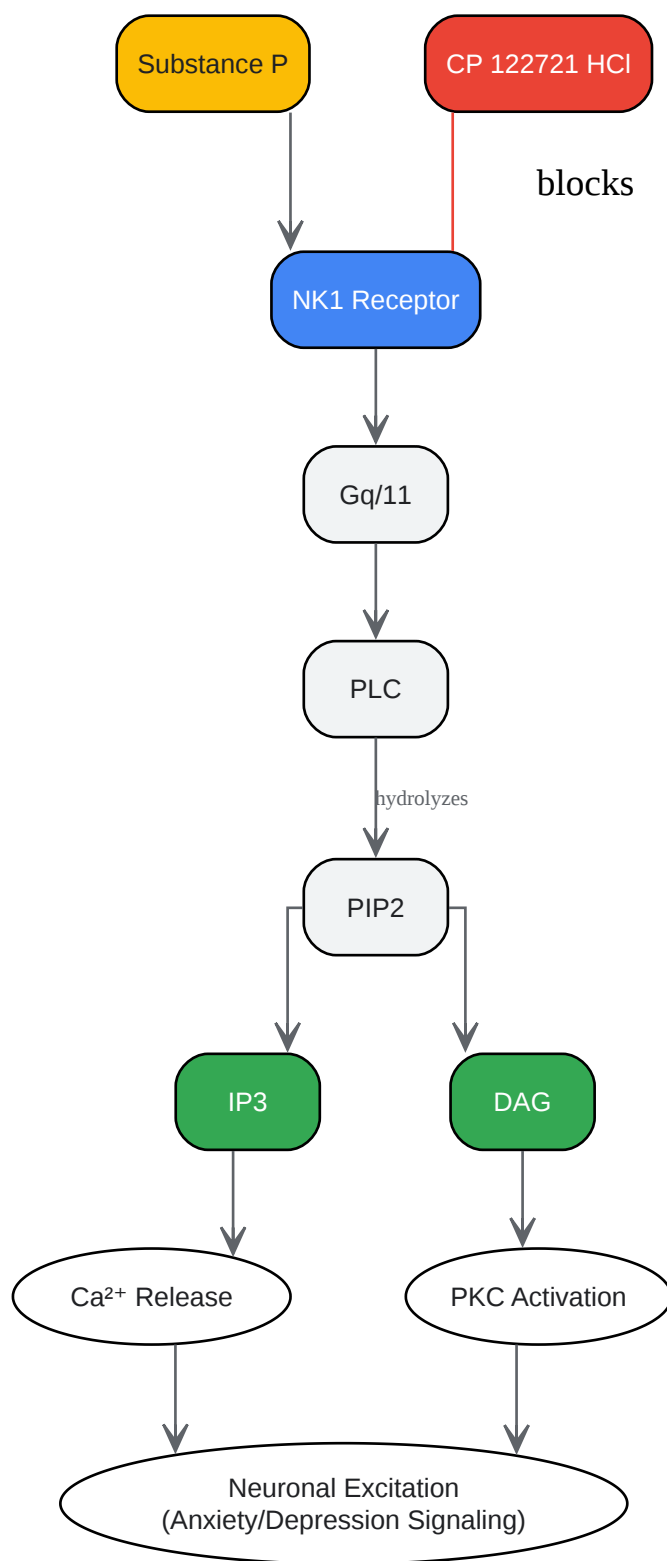 Substance P
CP 122721 HCl
blocks
NK1 Receptor
Gq/11
PLC
hydrolyzes
PIP2
IP3
DAG
Ca²⁺ Release
PKC Activation
Neuronal Excitation
(Anxiety/Depression Signaling)